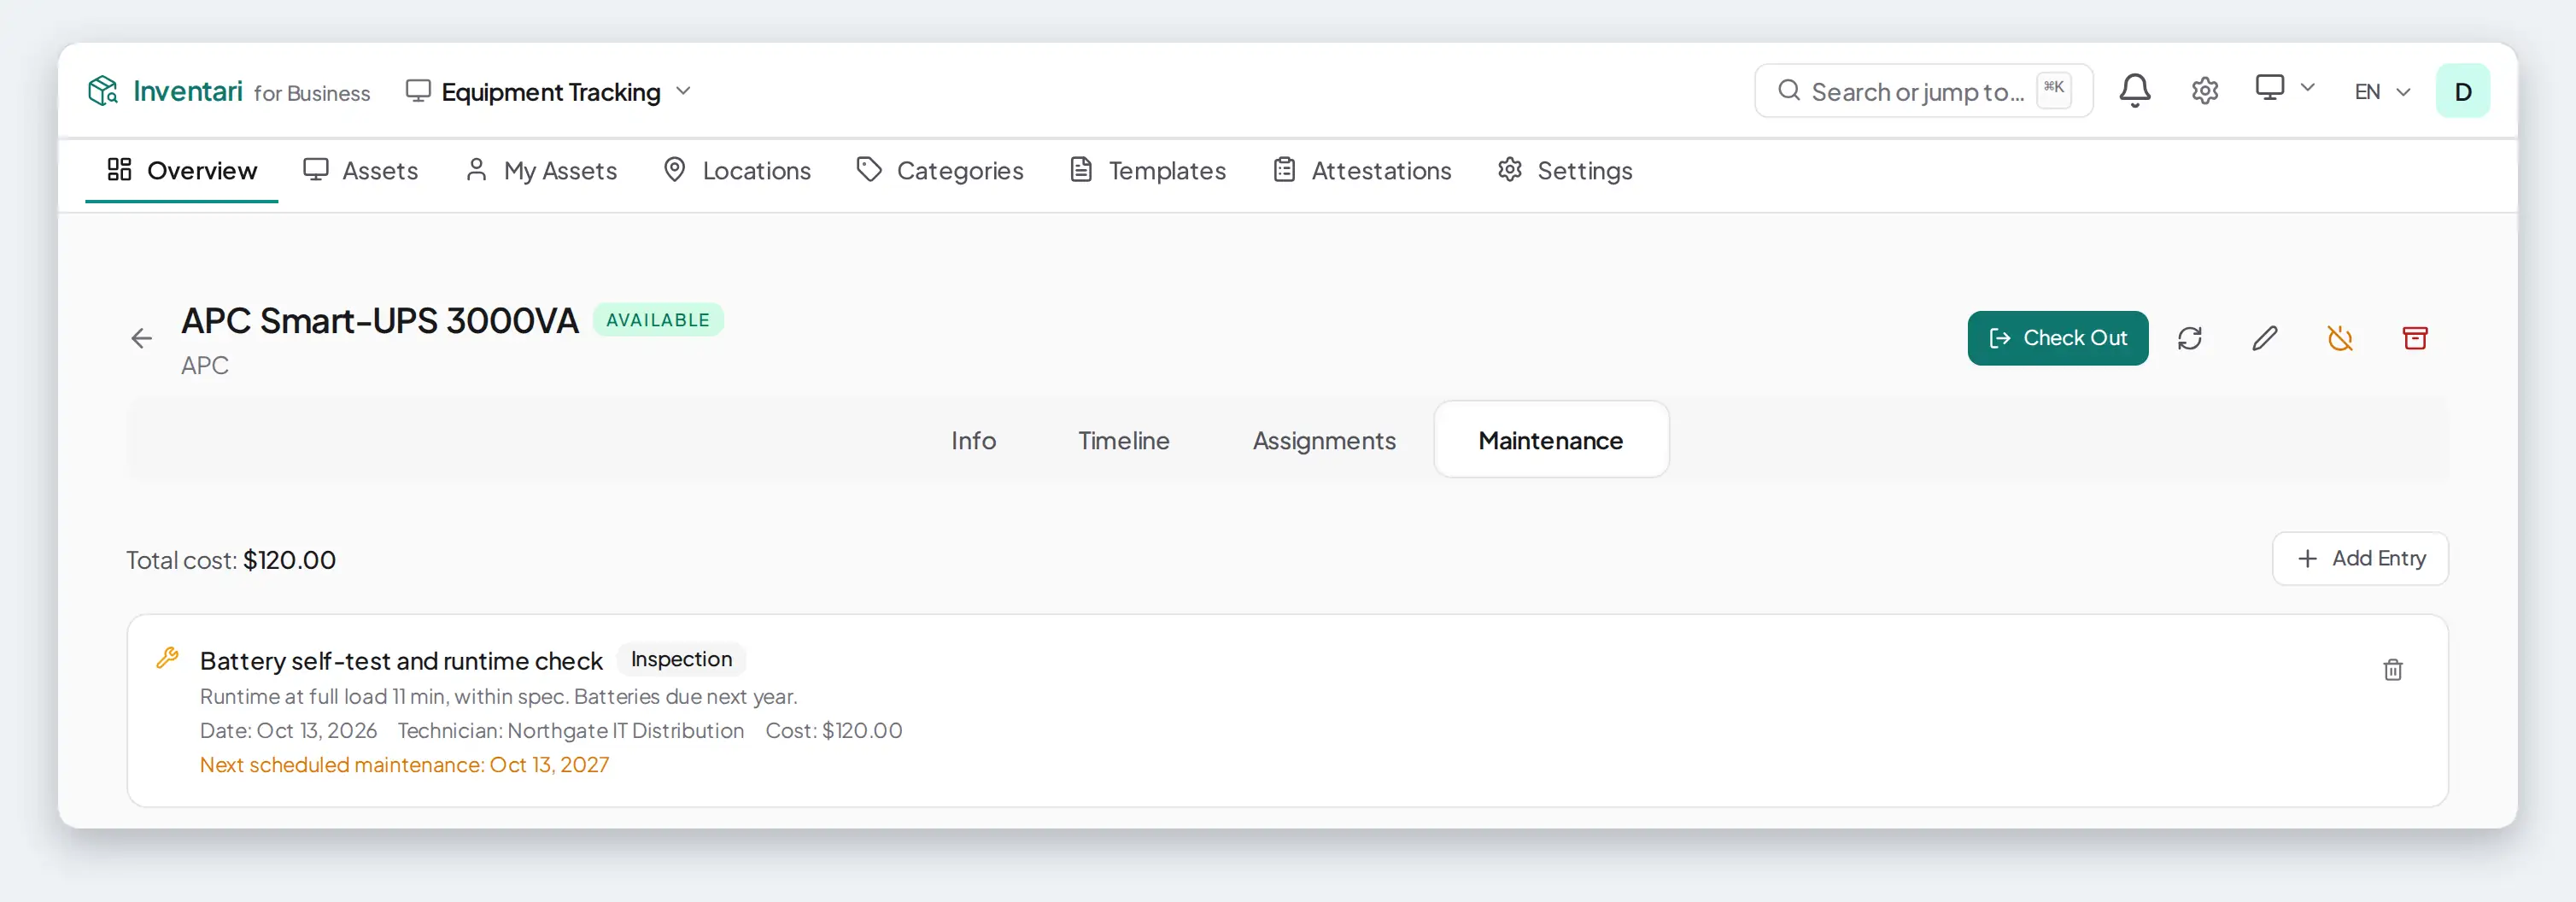 Inventari for Business Equipment Tracking Search or jump to... ⌘K EN D
Overview Assets My Assets Locations Categories Templates Attestations Settings
APC Smart-UPS 3000VA AVAILABLE
APC
Check Out
Info Timeline Assignments Maintenance
Total cost: $120.00
Add Entry
Battery self-test and runtime check Inspection
Runtime at full load 11 min, within spec. Batteries due next year.
Date: Oct 13, 2026 Technician: Northgate IT Distribution Cost: $120.00
Next scheduled maintenance: Oct 13, 2027